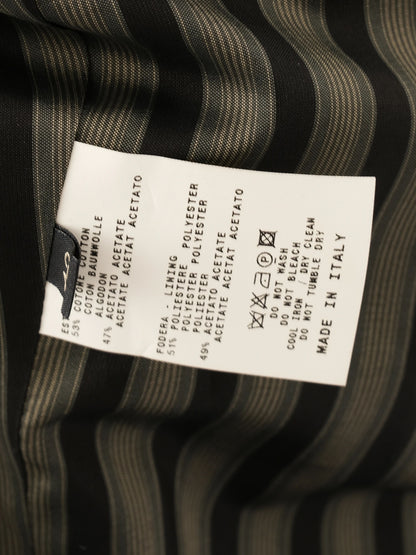 EST COTONE COTTON
53% COTON BAUMWOLLE
ALGODON
47% ACETATO ACETATE
ACETATE ACETAT ACETATO
FODERA - LINING
51% POLIESTERE POLYESTER
POLYESTER POLYESTER
49% ACETATO ACETATE
ACETATE ACETAT ACETATO
DO NOT WASH
DO NOT BLEACH
COOL IRON / DRY CLEAN
DO NOT TUMBLE DRY
MADE IN ITALY